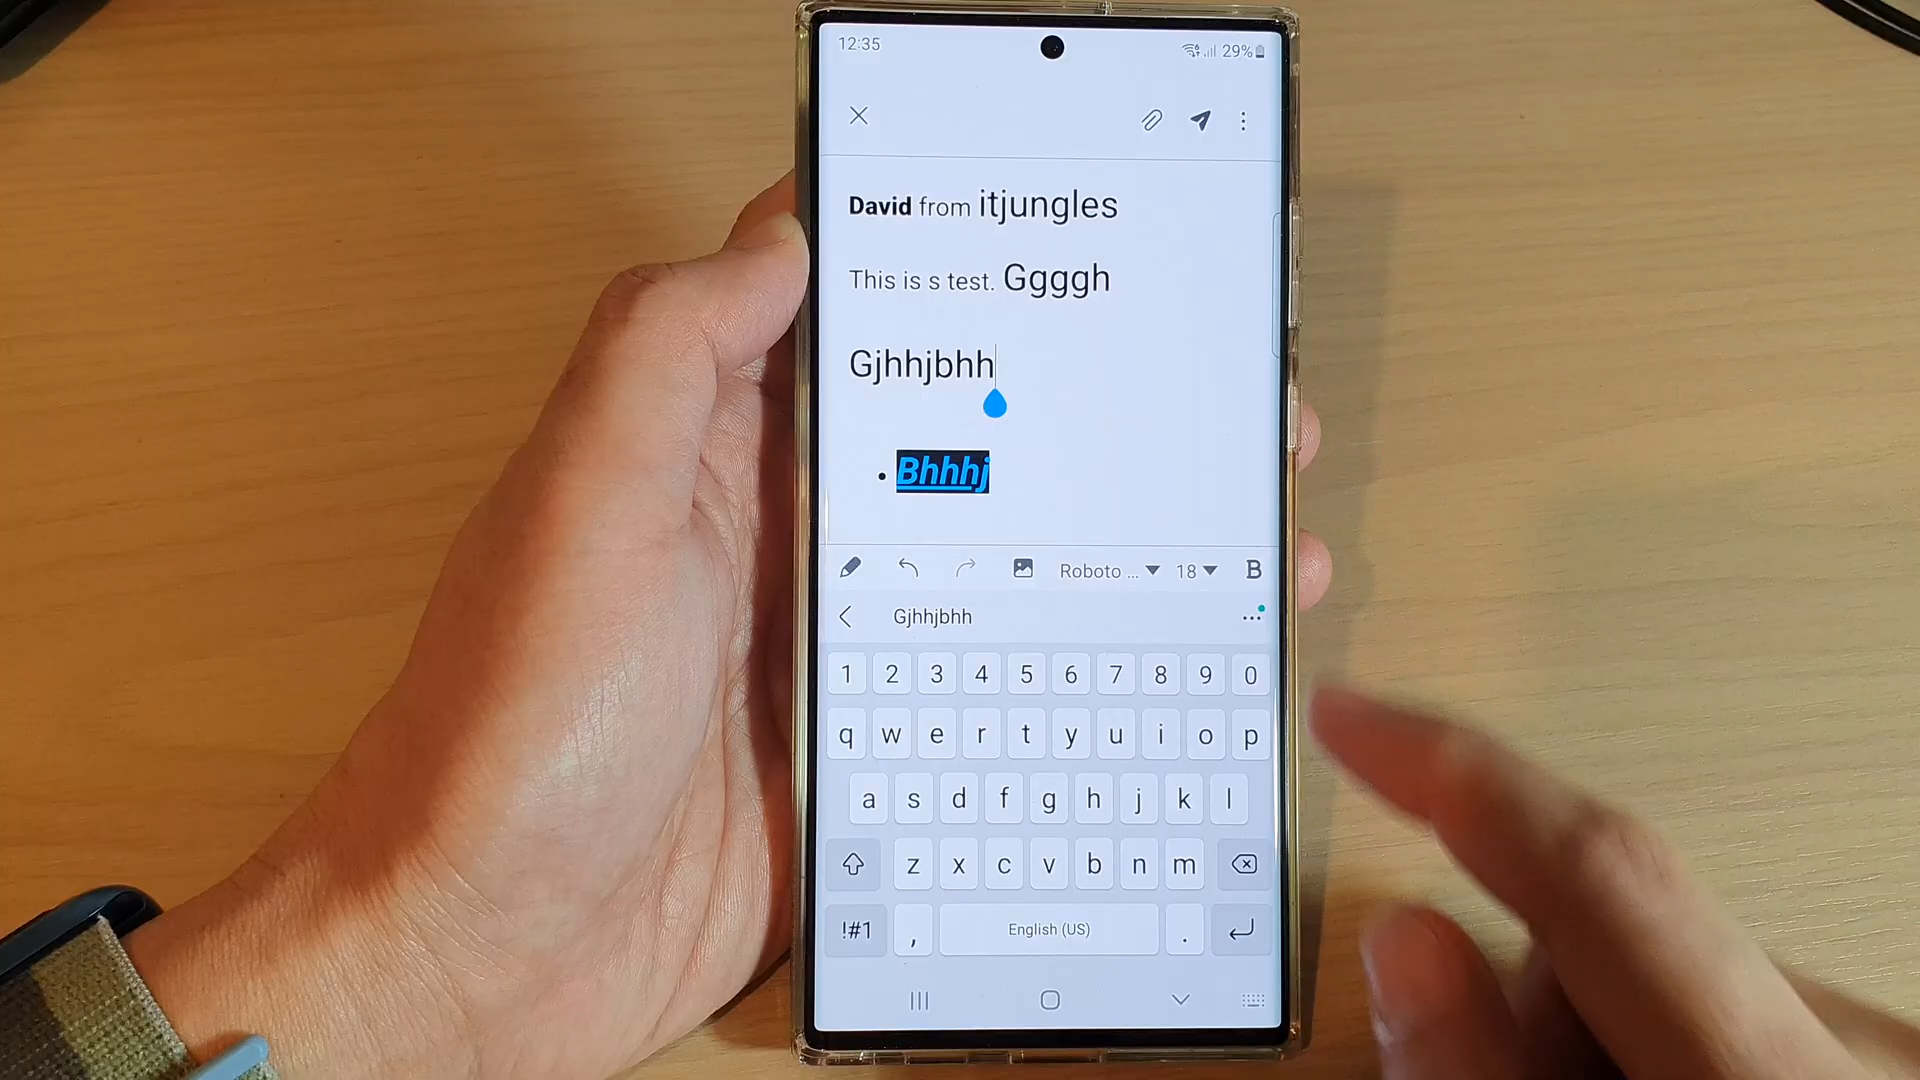 12:35
29%
David from itjungles
This is s test. Ggggh
Gjhhjbhh
• Bhhhj
Roboto ... 18 B
Gjhhjbhh
1 2 3 4 5 6 7 8 9 0
q w e r t y u i o p
a s d f g h j k l
z x c v b n m
!#1 , English (US) .